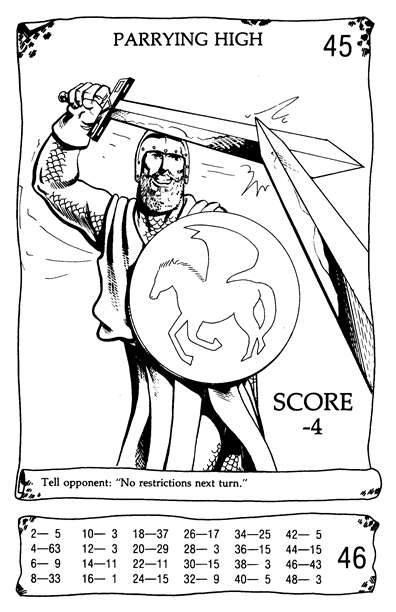 PARRYING HIGH
45
SCORE
-4
Tell opponent: "No restrictions next turn."
2— 5 10— 3 18—37 26—17 34—25 42— 5
4—63 12— 3 20—29 28— 3 36—15 44—15
6— 9 14—11 22—11 30—15 38— 3 46—43
8—33 16— 1 24—15 32— 9 40— 5 48— 3
46